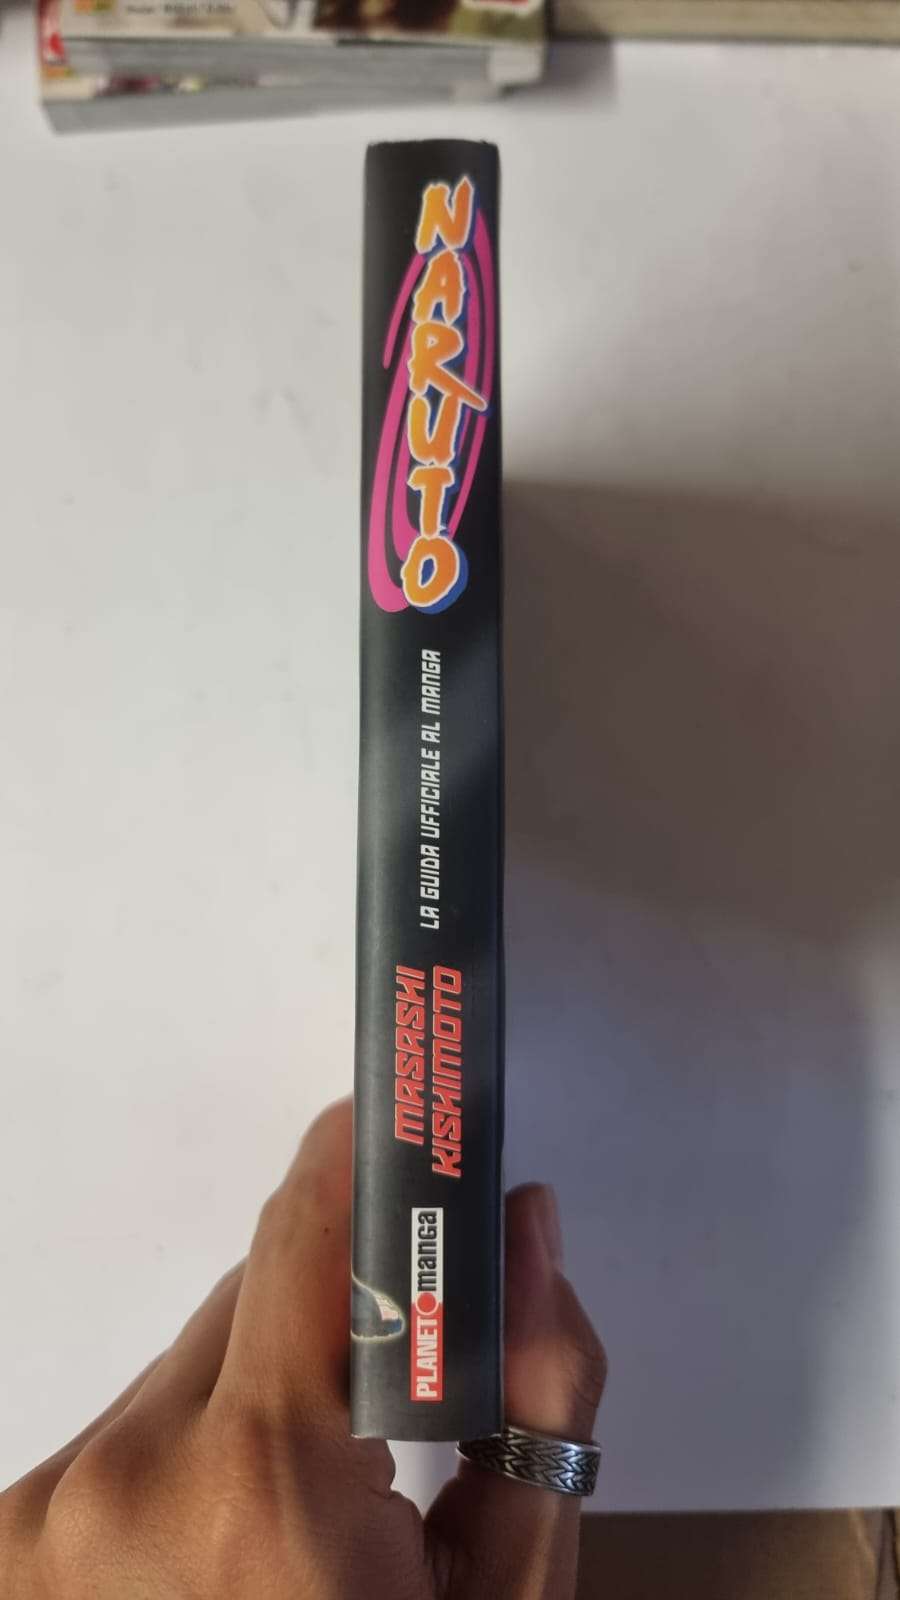 NARUTO
LA GUIDA UFFICIALE AL MANGA
MASASHI
KISHIMOTO
PLANET manga